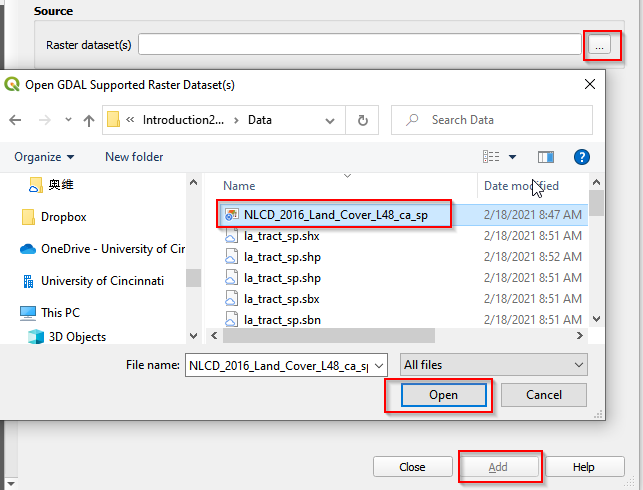 Source
Raster dataset(s)
...
Open GDAL Supported Raster Dataset(s)
« Introduction2... > Data
Search Data
Organize
New folder
Name
Date modified
奥维
Dropbox
OneDrive - University of Cincin
University of Cincinnati
This PC
3D Objects
NLCD_2016_Land_Cover_L48_ca_sp 2/18/2021 8:47 AM
la_tract_sp.shx 2/18/2021 8:51 AM
la_tract_sp.shp 2/18/2021 8:52 AM
la_tract_sp.shp 2/18/2021 8:51 AM
la_tract_sp.sbx 2/18/2021 8:51 AM
la_tract_sp.sbn 2/18/2021 8:51 AM
File name: NLCD_2016_Land_Cover_L48_ca_sp All files
Open Cancel
Close Add Help